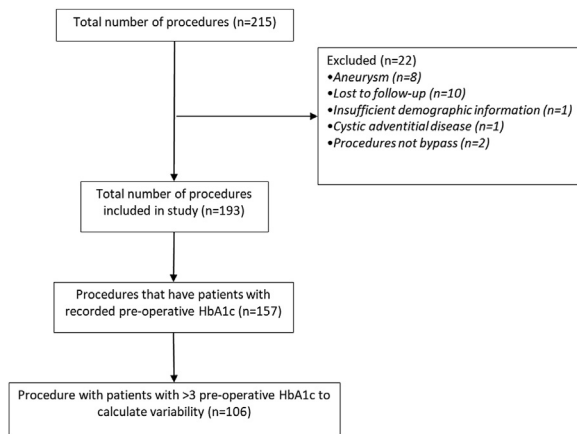 Total number of procedures (n=215)
Excluded (n=22)
•Aneurysm (n=8)
•Lost to follow-up (n=10)
•Insufficient demographic information (n=1)
•Cystic adventitial disease (n=1)
•Procedures not bypass (n=2)
Total number of procedures
included in study (n=193)
Procedures that have patients with
recorded pre-operative HbA1c (n=157)
Procedure with patients with >3 pre-operative HbA1c to
calculate variability (n=106)